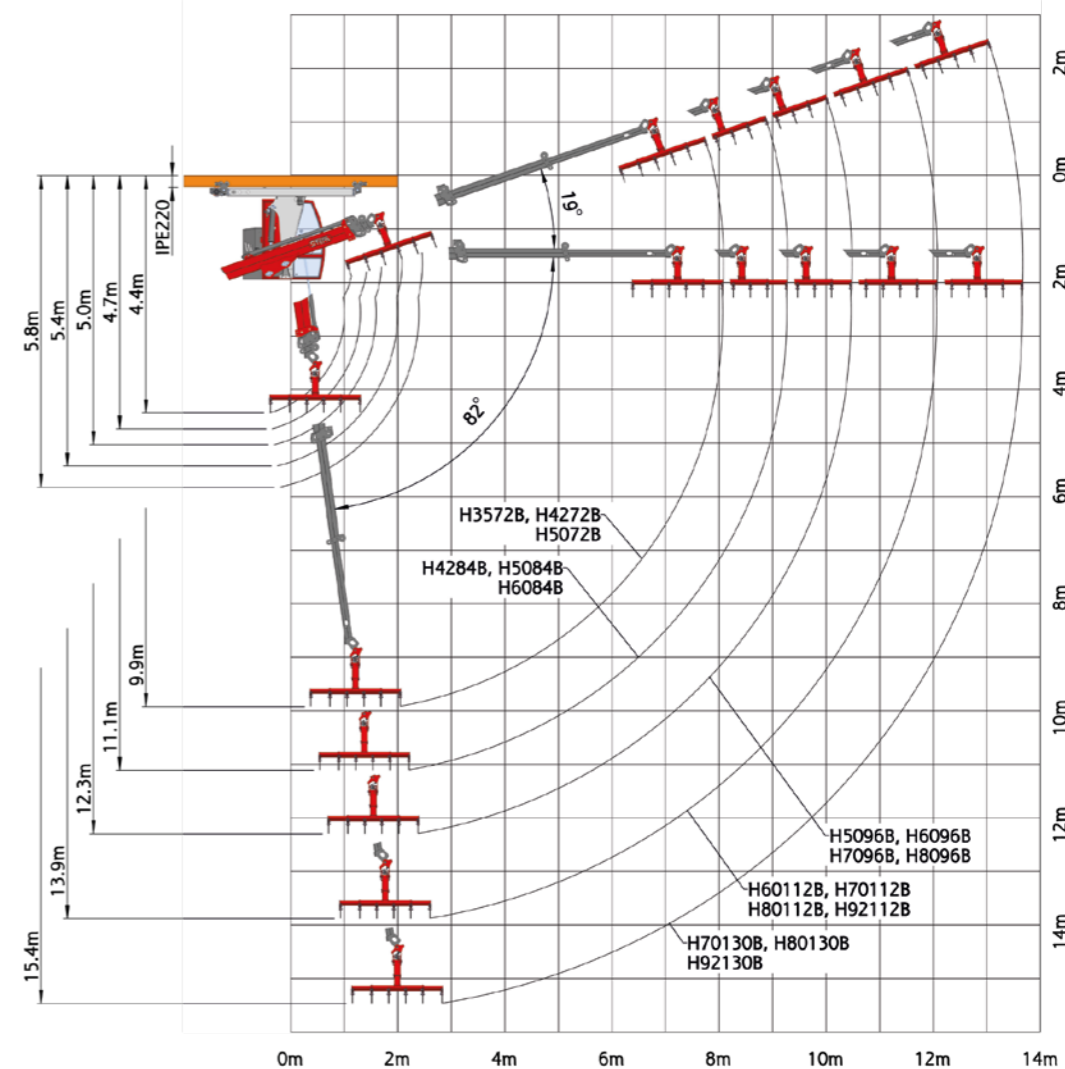 2m
0m
2m
4m
6m
8m
10m
12m
14m
IPE220
4.4m
4.7m
5.0m
5.4m
5.8m
19°
82°
H3572B, H4272B
H5072B
H4284B, H5084B
H6084B
9.9m
11.1m
12.3m
13.9m
15.4m
H5096B, H6096B
H7096B, H8096B
H60112B, H70112B
H80112B, H92112B
H70130B, H80130B
H92130B
0m
2m
4m
6m
8m
10m
12m
14m